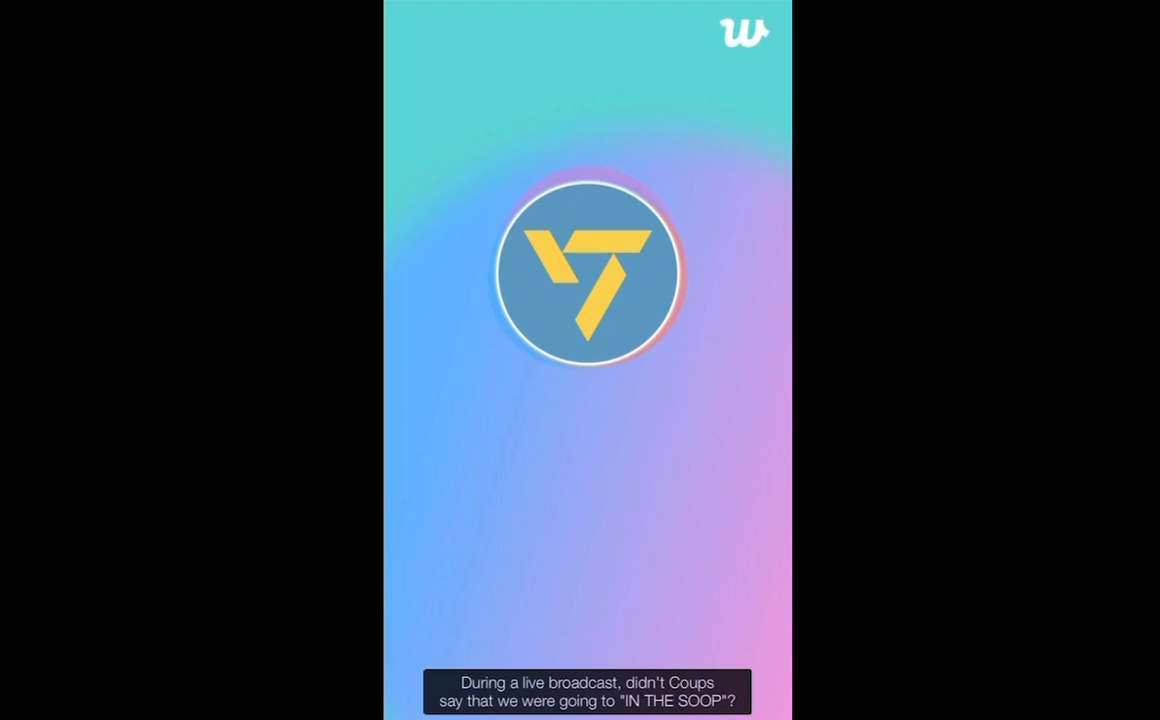 w
During a live broadcast, didn't Coups
say that we were going to "IN THE SOOP"?